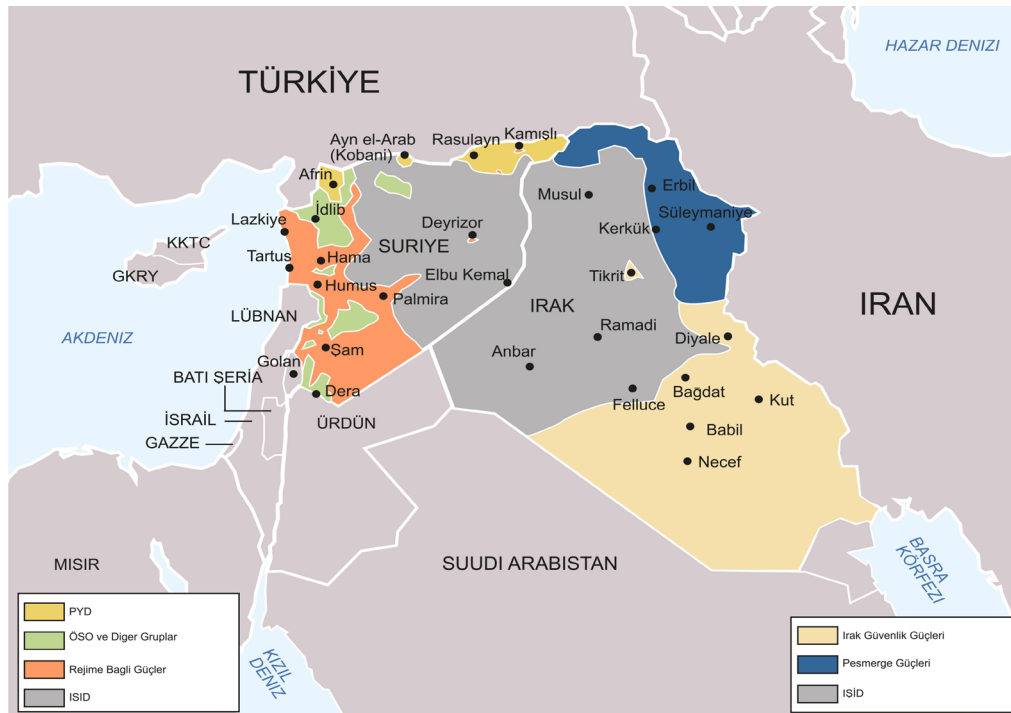 HAZAR DENIZI
TÜRKİYE
Ayn el-Arab
(Kobani)
Rasulayn
Kamışlı
Afrin
Musul
Erbil
İdlib
Süleymaniye
Lazkiye
Deyrizor
Kerkük
KKTC
SURIYE
Tartus
Hama
GKRY
Elbu Kemal
Tikrit
Humus
Palmira
IRAK
IRAN
LÜBNAN
AKDENIZ
Ramadi
Diyale
Şam
Anbar
Golan
BATI ŞERİA
Bağdat
Dera
Felluce
Kut
İSRAİL
ÜRDÜN
Babil
GAZZE
Necef
MISIR
SUUDI ARABISTAN
BASRA
KÖRFEZI
KIZIL
DENIZ
PYD
ÖSO ve Diger Gruplar
Rejime Bagli Güçler
ISID
Irak Güvenlik Güçleri
Pesmerge Güçleri
IŞİD